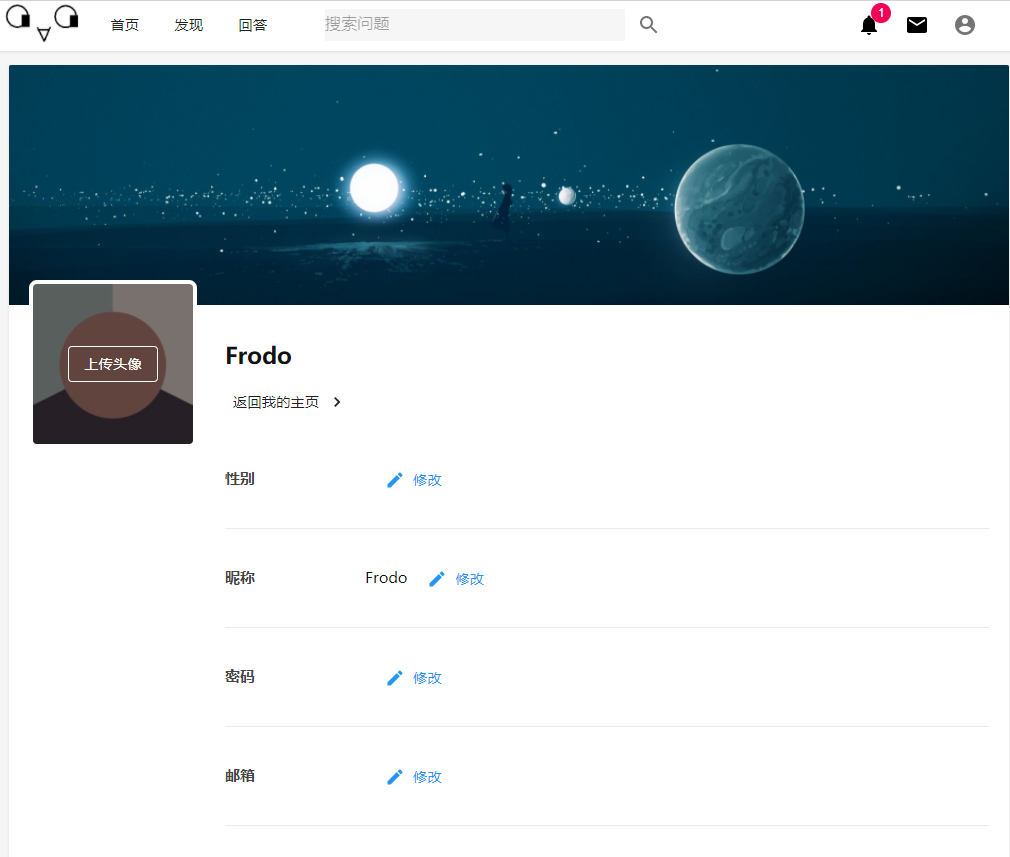 首页 发现 回答 搜索问题 1
上传头像
Frodo
返回我的主页
性别 修改
昵称 Frodo 修改
密码 修改
邮箱 修改